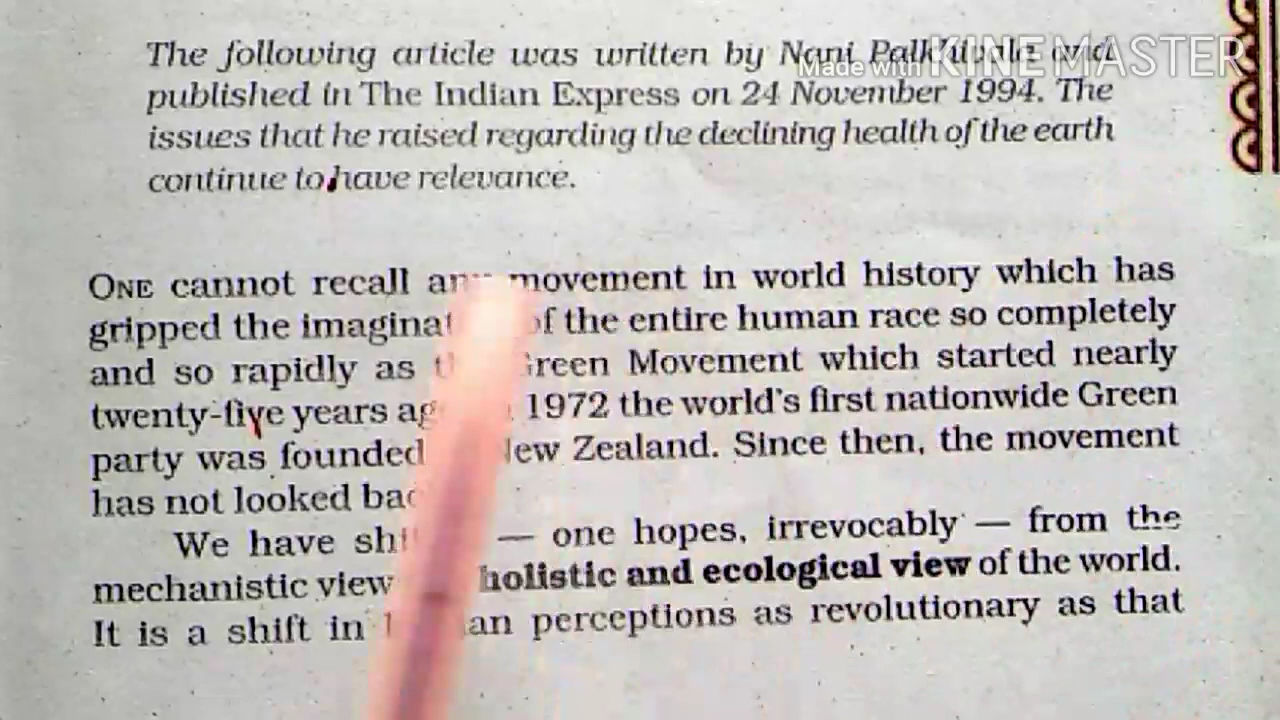 The following article was written by Nani Palkhivala and
Made with KINEMASTER
published in The Indian Express on 24 November 1994. The
issues that he raised regarding the declining health of the earth
continue to have relevance.
ONE cannot recall any movement in world history which has
gripped the of the entire human race so completely
and so rapidly as Green Movement which started nearly
twenty-five years 1972 the world's first nationwide Green
party was founded New Zealand. Since then, the movement
has not looked
We have — one hopes, irrevocably — from the
mechanistic view holistic and ecological view of the world.
It is a shift in perceptions as revolutionary as that